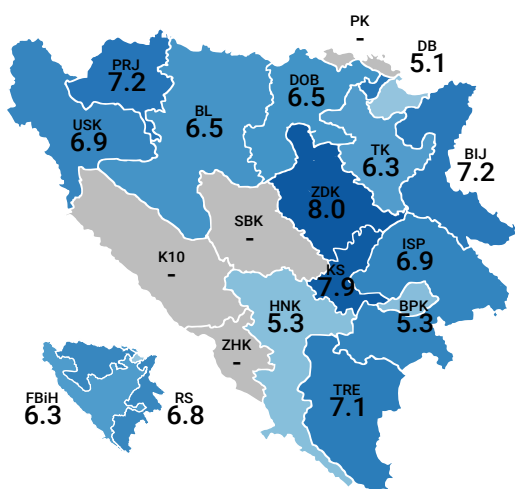 PK
-
DB
5.1
PRJ
7.2
DOB
6.5
BL
6.5
USK
6.9
TK
6.3
BIJ
7.2
ZDK
8.0
SBK
-
K10
-
ISP
6.9
KS
7.9
HNK
5.3
BPK
5.3
ZHK
-
TRE
7.1
FBiH
6.3
RS
6.8